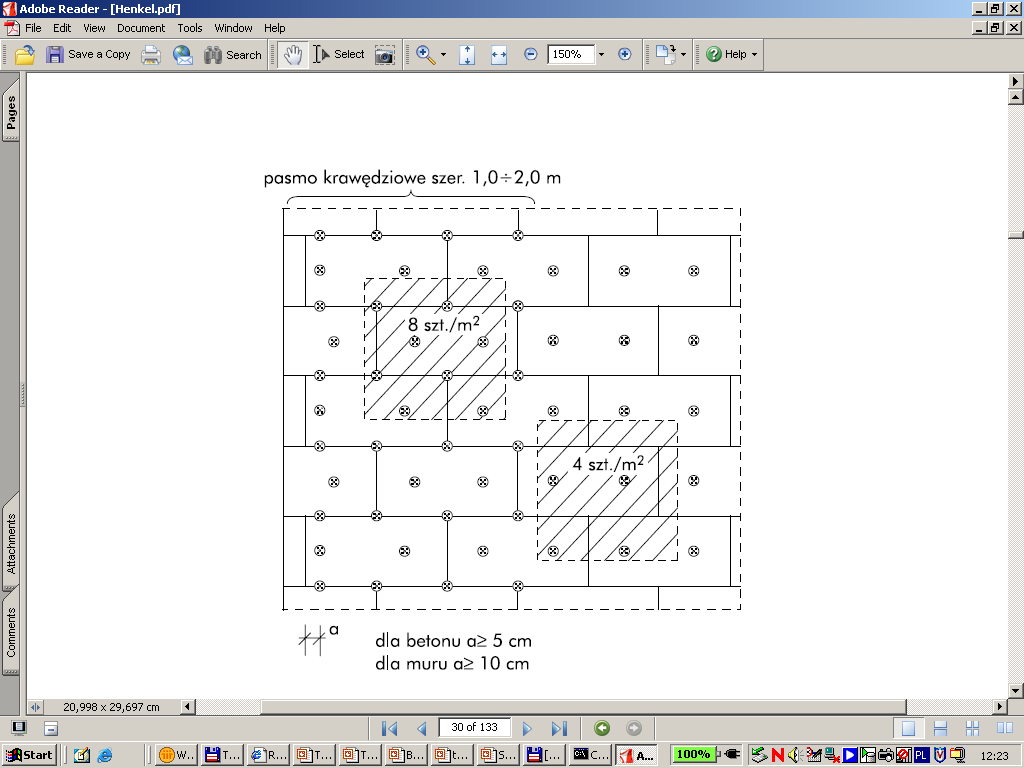 Adobe Reader - [Henkel.pdf]
File Edit View Document Tools Window Help
Save a Copy Search Select 150% Help
Pages
Attachments
Comments
pasmo krawędziowe szer. 1,0÷2,0 m
8 szt./m²
4 szt./m²
a
dla betonu a≥ 5 cm
dla muru a≥ 10 cm
20,998 x 29,697 cm
30 of 133
Start W... T... R... T... T... B... t... S... [... C... A... 100% PL 12:23